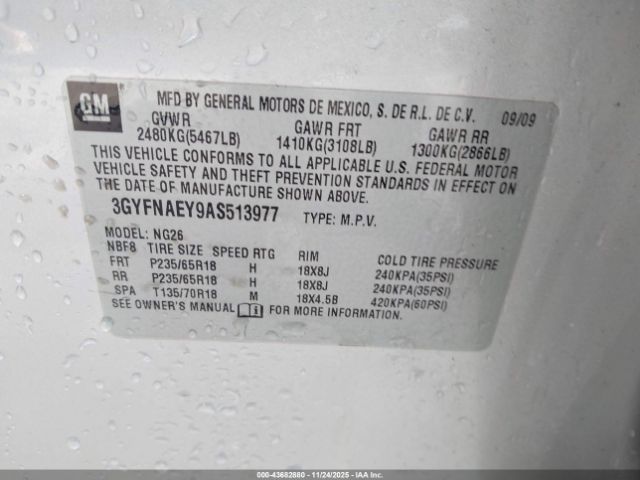 GM
MFD BY GENERAL MOTORS DE MEXICO, S. DE R.L. DE C.V. 09/09
GVWR GAWR FRT GAWR RR
2480KG(5467LB) 1410KG(3108LB) 1300KG(2866LB)
THIS VEHICLE CONFORMS TO ALL APPLICABLE U.S. FEDERAL MOTOR
VEHICLE SAFETY AND THEFT PREVENTION STANDARDS IN EFFECT ON
THE DATE OF MANUFACTURE SHOWN ABOVE.
3GYFNAEY9AS513977 TYPE: M.P.V.
MODEL: NG26
NBF8 TIRE SIZE SPEED RTG RIM COLD TIRE PRESSURE
FRT P235/65R18 H 18X8J 240KPA(35PSI)
RR P235/65R18 H 18X8J 240KPA(35PSI)
SPA T135/70R18 M 18X4.5B 420KPA(60PSI)
SEE OWNER'S MANUAL i FOR MORE INFORMATION.
000-43682880 - 11/24/2025 - IAAI.COM